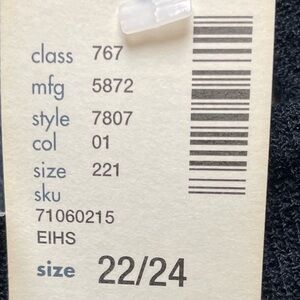 class 767
mfg 5872
style 7807
col 01
size 221
sku
71060215
EIHS
size 22/24